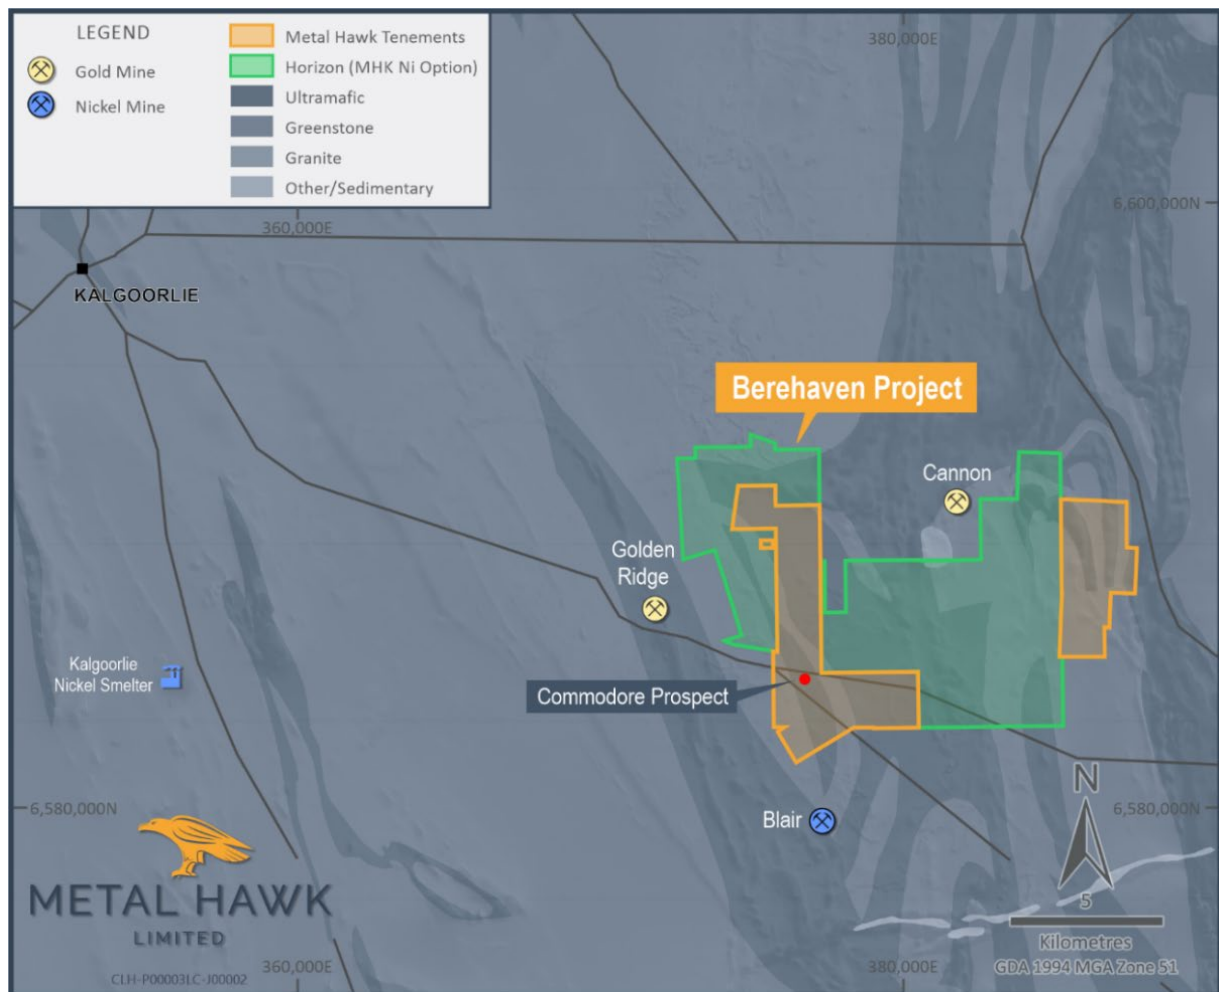 LEGEND
Gold Mine
Nickel Mine
Metal Hawk Tenements
Horizon (MHK Ni Option)
Ultramafic
Greenstone
Granite
Other/Sedimentary
380,000E
6,600,000N
360,000E
KALGOORLIE
Berehaven Project
Cannon
Golden
Ridge
Kalgoorlie
Nickel Smelter
Commodore Prospect
6,580,000N
Blair
6,580,000N
N
METAL HAWK
LIMITED
5
Kilometres
GDA 1994 MGA Zone 51
360,000E
380,000E
CLH-P00003LC-J00002